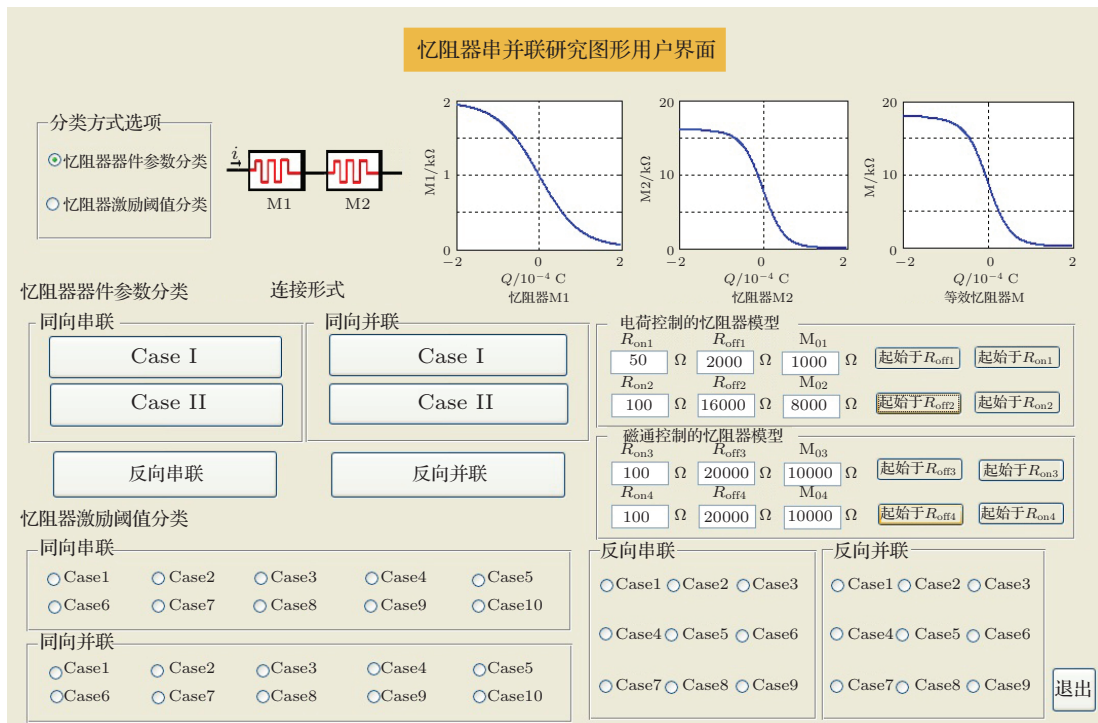 忆阻器串并联研究图形用户界面
分类方式选项
忆阻器器件参数分类
忆阻器激励阈值分类
i
M1
M2
M1/kΩ
2
1
0
−2
0
2
Q/10⁻⁴ C
忆阻器M1
M2/kΩ
20
10
0
−2
0
2
Q/10⁻⁴ C
忆阻器M2
M/kΩ
20
10
0
−2
0
2
Q/10⁻⁴ C
等效忆阻器M
忆阻器器件参数分类
连接形式
同向串联
Case I
Case II
同向并联
Case I
Case II
反向串联
反向并联
电荷控制的忆阻器模型
Ron1 Roff1 M01
50 Ω 2000 Ω 1000 Ω 起始于Roff1 起始于Ron1
Ron2 Roff2 M02
100 Ω 16000 Ω 8000 Ω 起始于Roff2 起始于Ron2
磁通控制的忆阻器模型
Ron3 Roff3 M03
100 Ω 20000 Ω 10000 Ω 起始于Roff3 起始于Ron3
Ron4 Roff4 M04
100 Ω 20000 Ω 10000 Ω 起始于Roff4 起始于Ron4
忆阻器激励阈值分类
同向串联
Case1 Case2 Case3 Case4 Case5
Case6 Case7 Case8 Case9 Case10
同向并联
Case1 Case2 Case3 Case4 Case5
Case6 Case7 Case8 Case9 Case10
反向串联
Case1 Case2 Case3
Case4 Case5 Case6
Case7 Case8 Case9
反向并联
Case1 Case2 Case3
Case4 Case5 Case6
Case7 Case8 Case9
退出